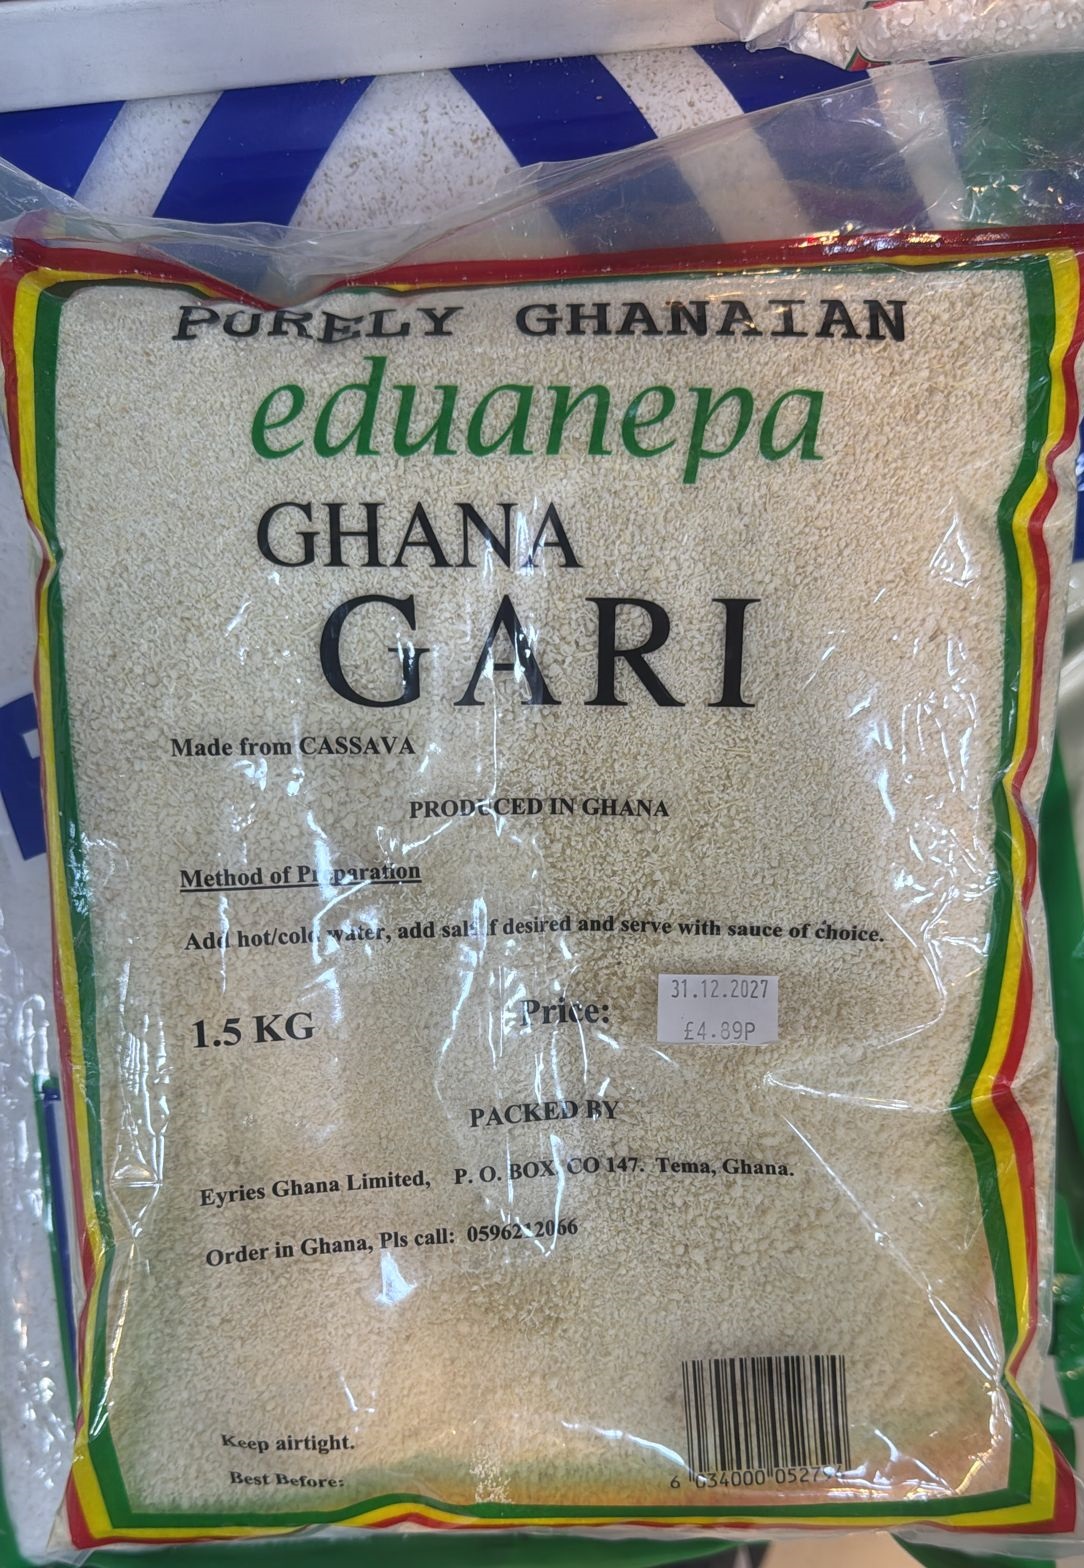 PURELY GHANAIAN
eduanepa
GHANA
GARI
Made from CASSAVA
PRODUCED IN GHANA
Method of Preparation
Add hot/cold water, add salt if desired and serve with sauce of choice.
31.12.2027
1.5 KG Price: £4.89P
PACKED BY
Eyries Ghana Limited, P. O. BOX CO 147. Tema, Ghana.
Order in Ghana, Pls call:
Keep airtight.
Best Before: